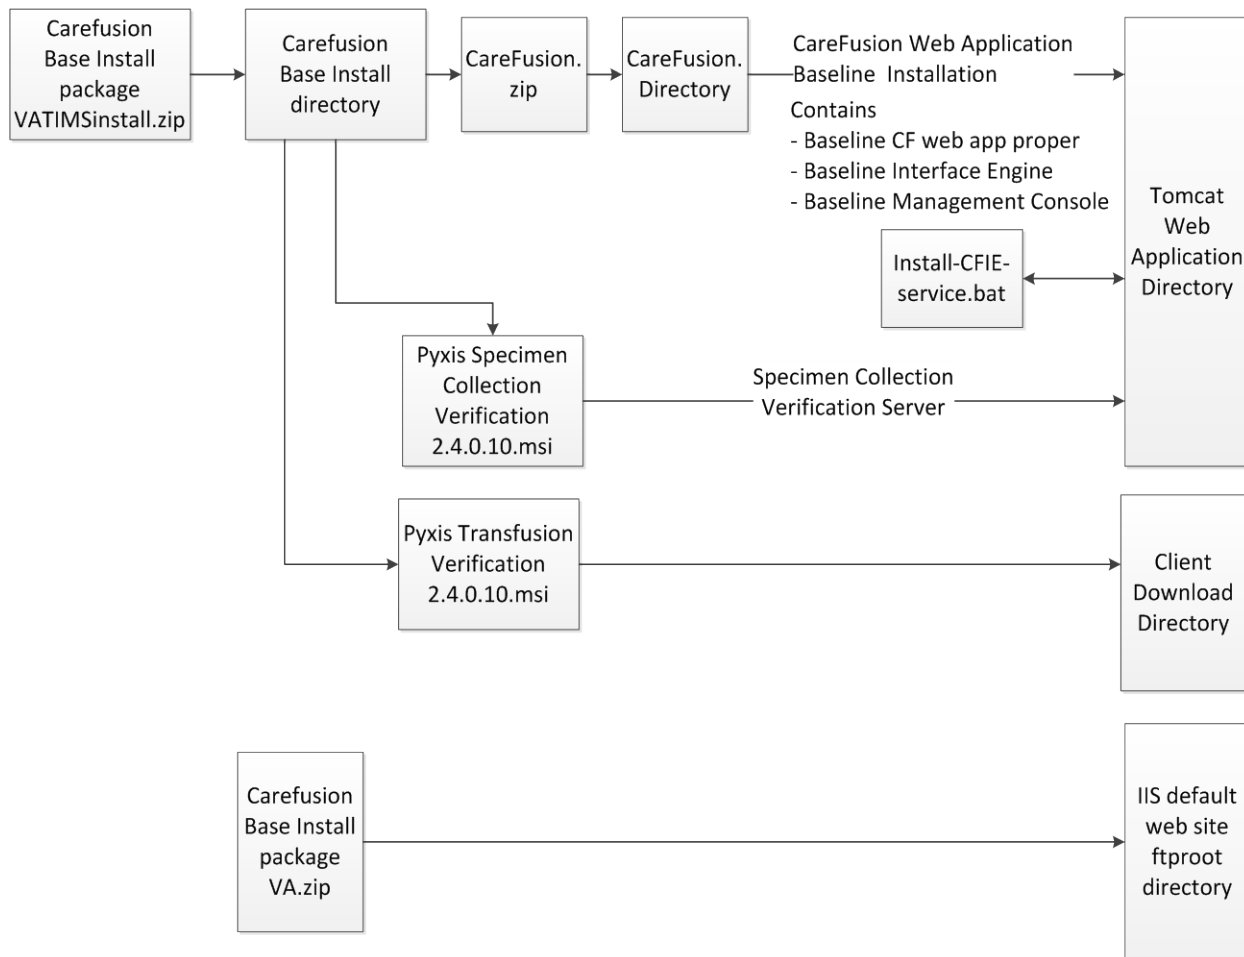 Carefusion
Base Install
package
VATIMSinstall.zip
Carefusion
Base Install
directory
CareFusion.
zip
CareFusion.
Directory
CareFusion Web Application
Baseline Installation
Contains
- Baseline CF web app proper
- Baseline Interface Engine
- Baseline Management Console
Tomcat
Web
Application
Directory
Install-CFIE-
service.bat
Pyxis Specimen
Collection
Verification
2.4.0.10.msi
Specimen Collection
Verification Server
Pyxis Transfusion
Verification
2.4.0.10.msi
Client
Download
Directory
Carefusion
Base Install
package
VA.zip
IIS default
web site
ftproot
directory